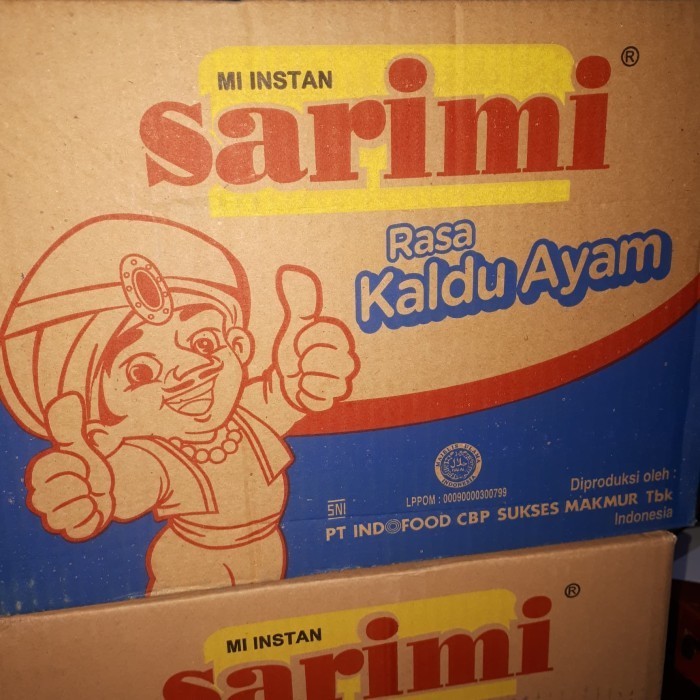 MI INSTAN
sarimi ®
Rasa
Kaldu Ayam
SNI
LPPOM : 00090000300799
Diproduksi oleh :
PT INDOFOOD CBP SUKSES MAKMUR Tbk
Indonesia
MI INSTAN
sarimi ®